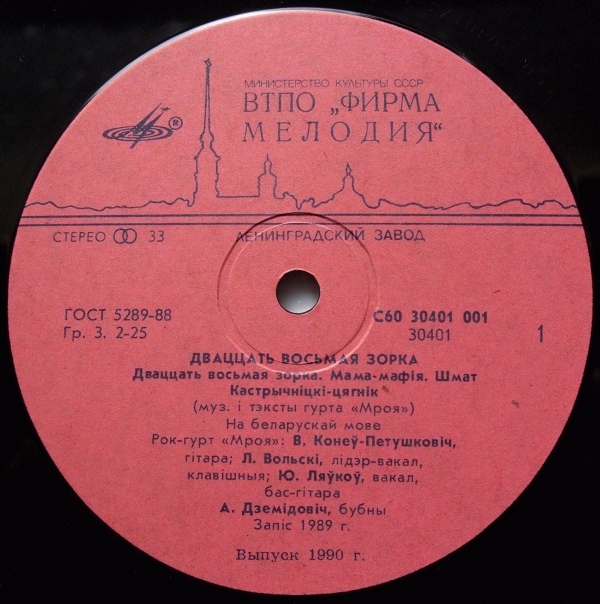 МИНИСТЕРСТВО КУЛЬТУРЫ СССР
ВТПО „ФИРМА
МЕЛОДИЯ“
®
СТЕРЕО 33
ЛЕНИНГРАДСКИЙ ЗАВОД
ГОСТ 5289-88
Гр. 3. 2-25
С60 30401 001
30401
1
ДВАЦЦАТЬ ВОСЬМАЯ ЗОРКА
Дваццать восьмая зорка. Мама-мафія. Шмат
Кастрычніцкі-цягнік
(муз. і тэксты гурта «Мроя»)
На беларускай мове
Рок-гурт «Мроя»: В. Конеў-Петушковіч,
гітара; Л. Вольскі, лідэр-вакал,
клавішныя; Ю. Ляўкоў, вакал,
бас-гітара
А. Дземідовіч, бубны
Запіс 1989 г.
Выпуск 1990 г.